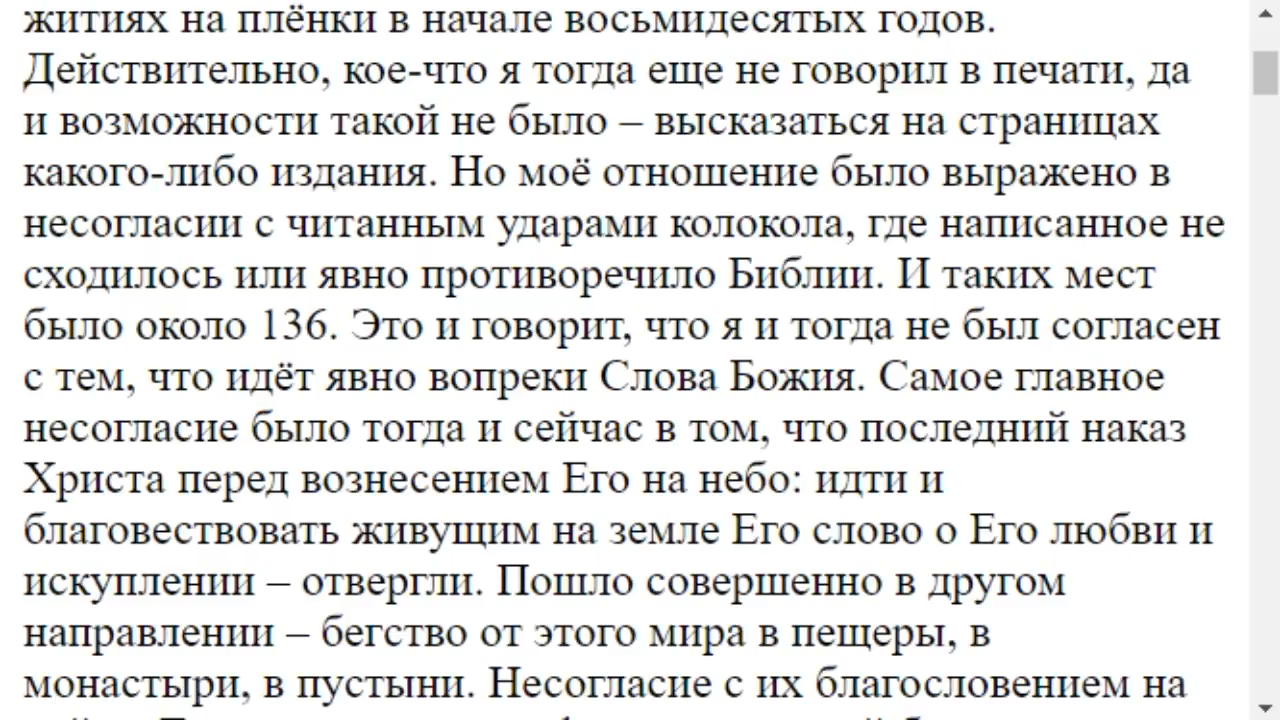 житиях на плёнки в начале восьмидесятых годов.
Действительно, кое-что я тогда еще не говорил в печати, да
и возможности такой не было – высказаться на страницах
какого-либо издания. Но моё отношение было выражено в
несогласии с читанным ударами колокола, где написанное не
сходилось или явно противоречило Библии. И таких мест
было около 136. Это и говорит, что я и тогда не был согласен
с тем, что идёт явно вопреки Слова Божия. Самое главное
несогласие было тогда и сейчас в том, что последний наказ
Христа перед вознесением Его на небо: идти и
благовествовать живущим на земле Его слово о Его любви и
искуплении – отвергли. Пошло совершенно в другом
направлении – бегство от этого мира в пещеры, в
монастыри, в пустыни. Несогласие с их благословением на